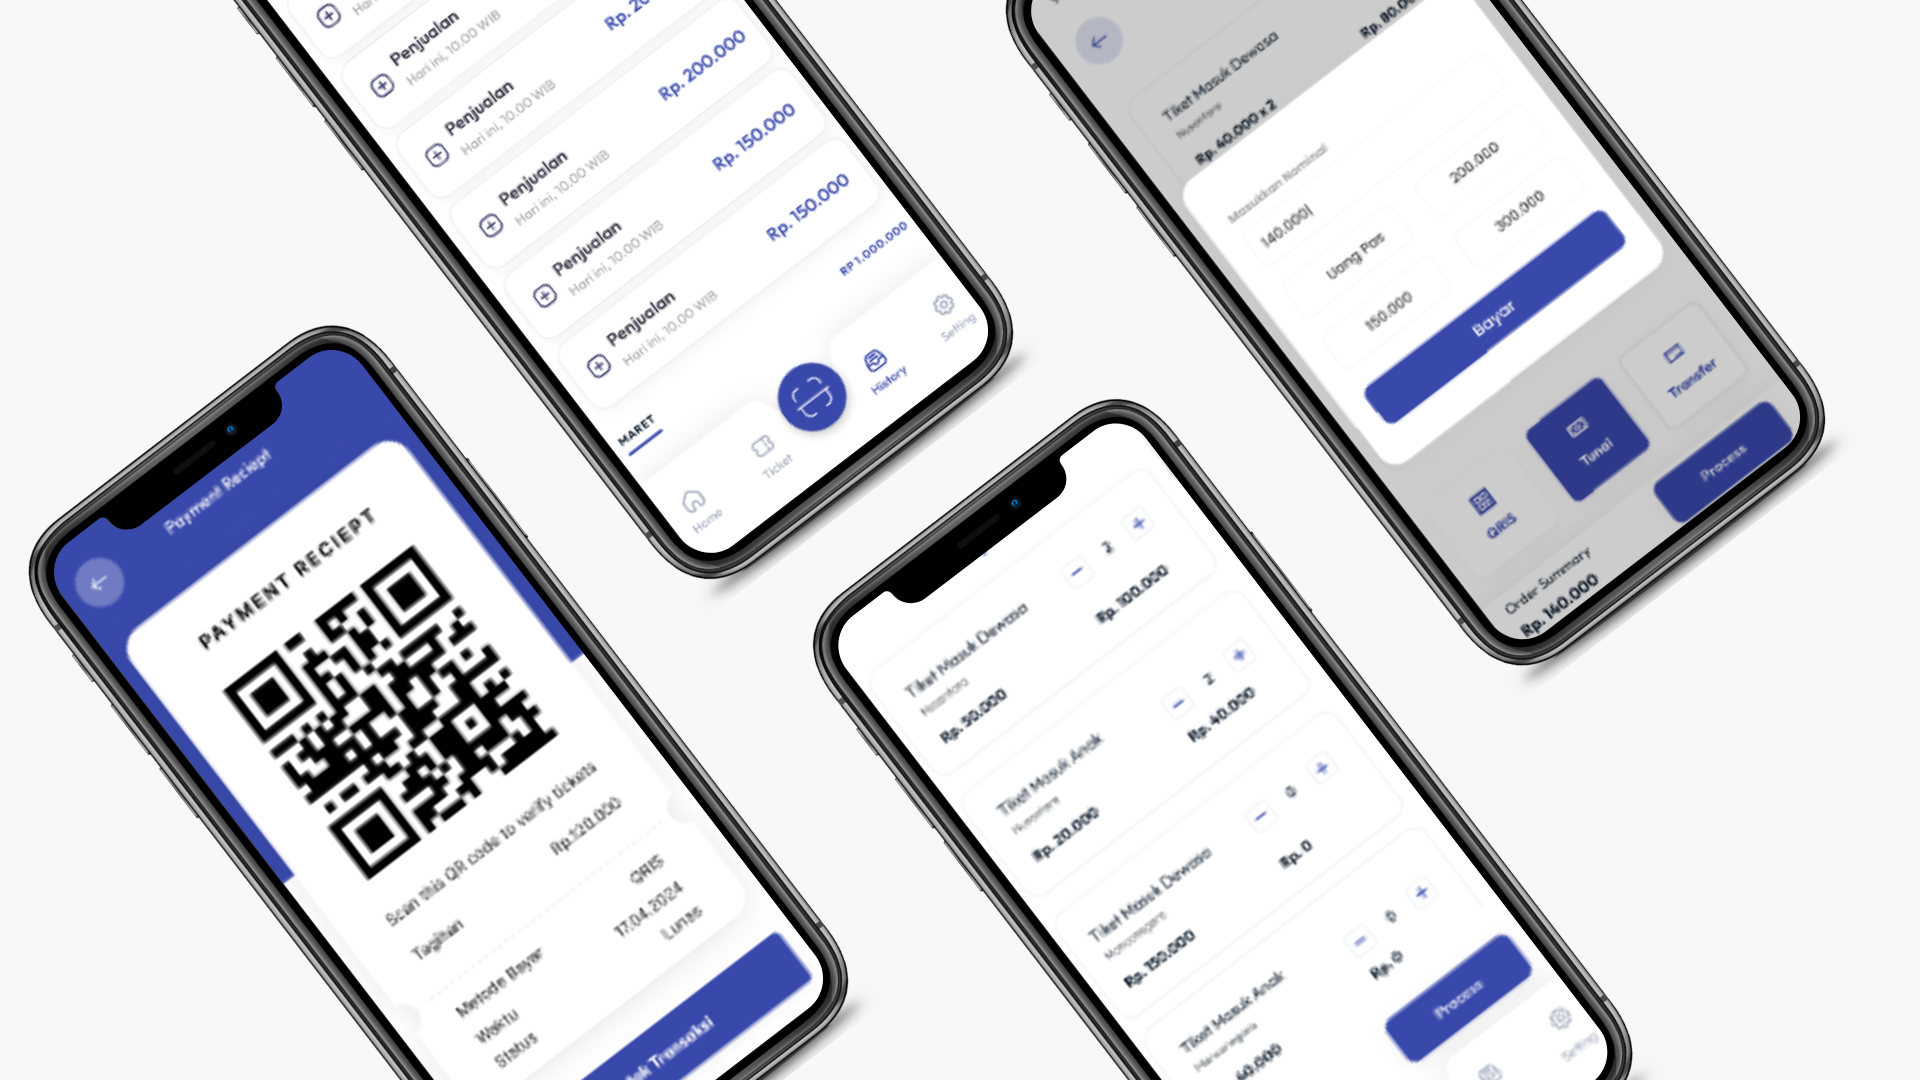 Penjualan
Hari ini, 10.00 WIB
Penjualan
Hari ini, 10.00 WIB
Rp. 200.000
Penjualan
Hari ini, 10.00 WIB
Rp. 150.000
Penjualan
Hari ini, 10.00 WIB
Rp. 150.000
Penjualan
Hari ini, 10.00 WIB
MARET
RP 1.000.000
Home
Ticket
History
Setting
Tiket Masuk Dewasa
Nusantara
Rp. 40.000 x 2
Rp. 80.000
Masukkan Nominal
140.000
Uang Pas
200.000
150.000
300.000
Bayar
QRIS
Tunai
Transfer
Order Summary
Rp. 140.000
Process
Payment Reciept
PAYMENT RECIEPT
Scan this QR code to verify tickets
Tagihan
Rp.120.000
Metode Bayar
QRIS
Waktu
17.04.2024
Status
Lunas
Transaksi
Tiket Masuk Dewasa
Nusantara
Rp. 50.000
2
Rp. 100.000
Tiket Masuk Anak
Nusantara
Rp. 20.000
2
Rp. 40.000
Tiket Masuk Dewasa
Mancanegara
Rp. 150.000
0
Rp. 0
Tiket Masuk Anak
Mancanegara
60.000
0
Rp. 0
Process
Setting